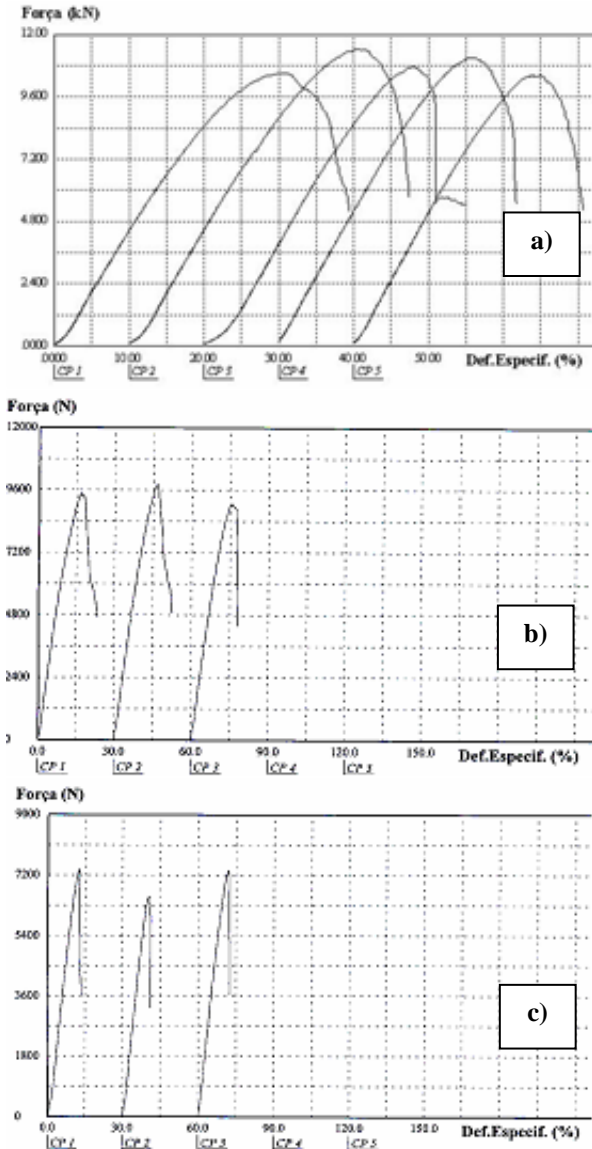 Força (kN)
12.00
9.600
7.200
4.800
2.400
.0000
.0000 10.00 20.00 30.00 40.00 50.00 Def.Especif. (%)
CP 1 CP 2 CP 3 CP 4 CP 5
a)
Força (N)
12000
9600
7200
4800
2400
0
0.0 30.0 60.0 90.0 120.0 150.0 Def.Especif. (%)
CP 1 CP 2 CP 3 CP 4 CP 5
b)
Força (N)
9000
7200
5400
3600
1800
0
0.0 30.0 60.0 90.0 120.0 150.0 Def.Especif. (%)
CP 1 CP 2 CP 3 CP 4 CP 5
c)